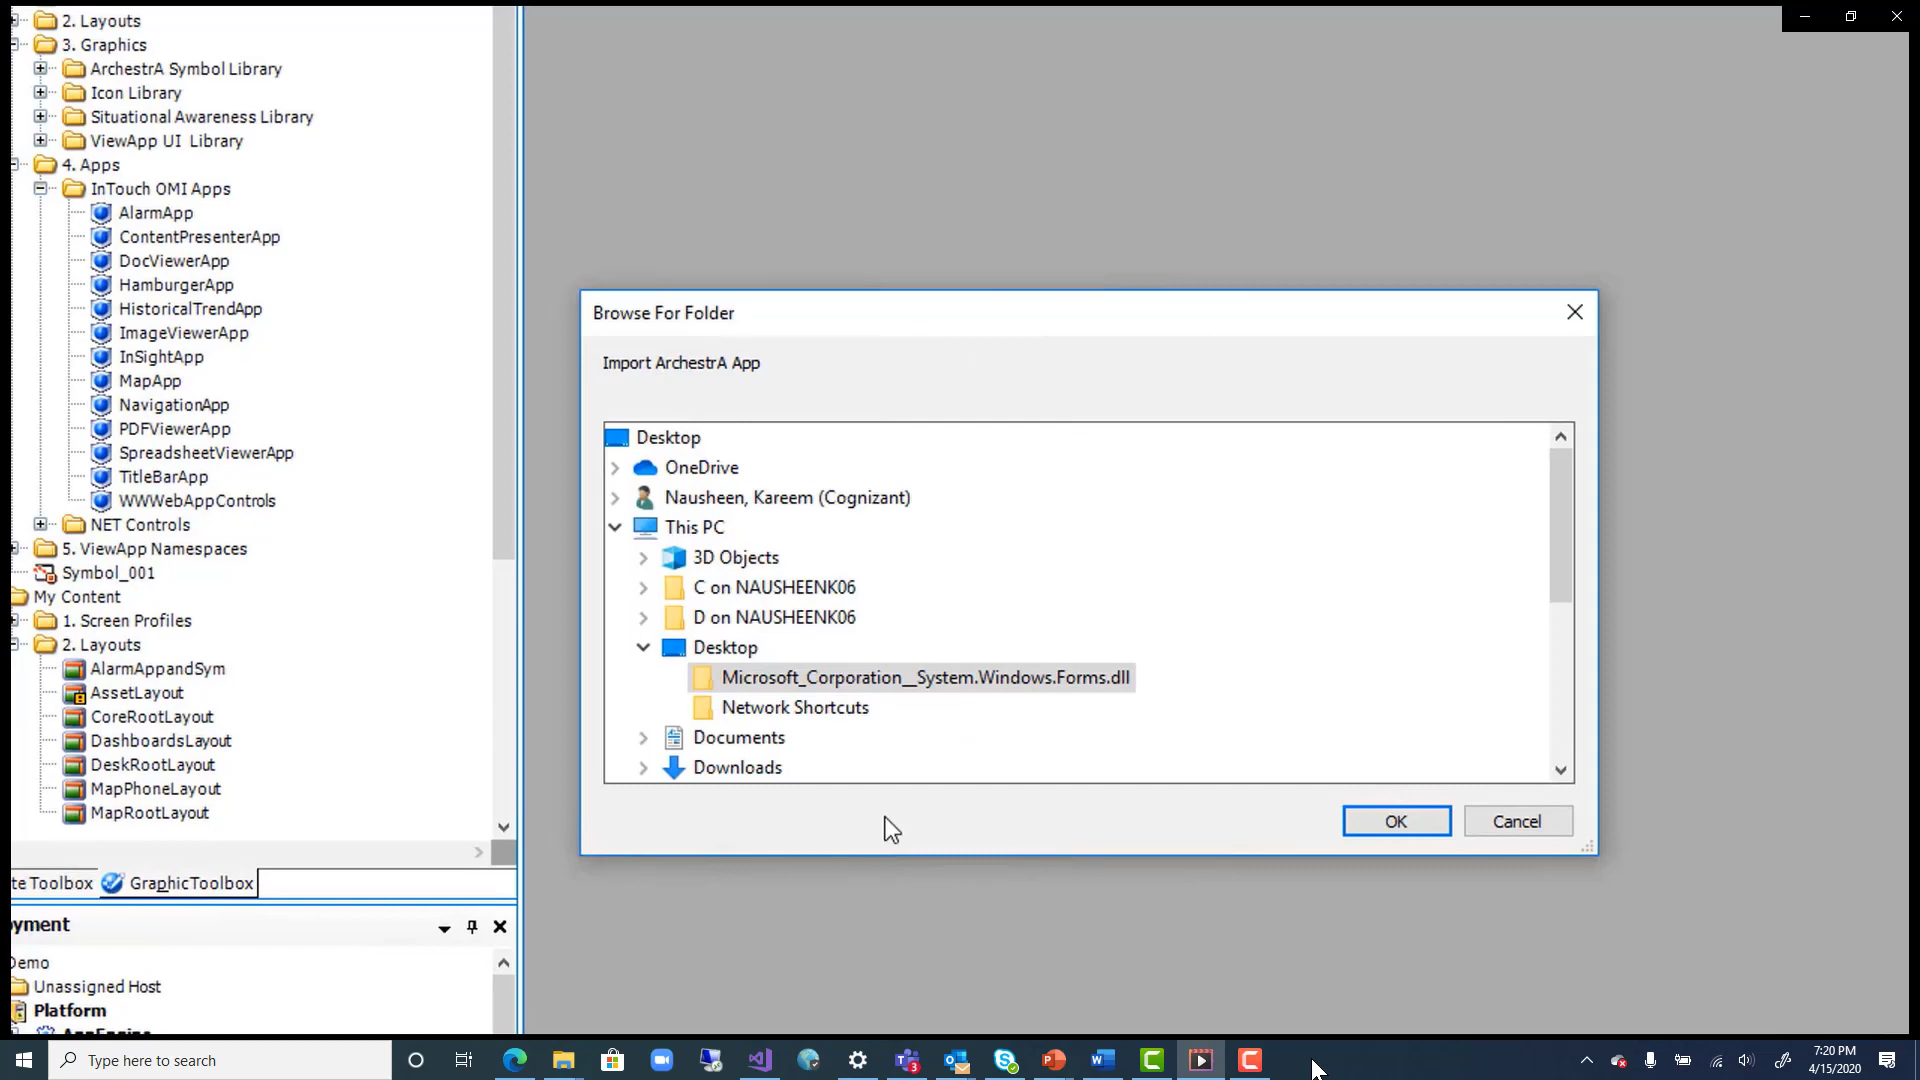 2. Layouts
3. Graphics
ArchestrA Symbol Library
Icon Library
Situational Awareness Library
ViewApp UI Library
4. Apps
InTouch OMI Apps
AlarmApp
ContentPresenterApp
DocViewerApp
HamburgerApp
HistoricalTrendApp
ImageViewerApp
InSightApp
MapApp
NavigationApp
PDFViewerApp
SpreadsheetViewerApp
TitleBarApp
WWWebAppControls
NET Controls
5. ViewApp Namespaces
Symbol_001
My Content
1. Screen Profiles
2. Layouts
AlarmAppandSym
AssetLayout
CoreRootLayout
DashboardsLayout
DeskRootLayout
MapPhoneLayout
MapRootLayout
te Toolbox GraphicToolbox
oyment
Demo
Unassigned Host
Platform
AppEngine
Browse For Folder
Import ArchestrA App
Desktop
OneDrive
Nausheen, Kareem (Cognizant)
This PC
3D Objects
C on NAUSHEENK06
D on NAUSHEENK06
Desktop
Microsoft_Corporation__System.Windows.Forms.dll
Network Shortcuts
Documents
Downloads
OK Cancel
Type here to search
3
7:20 PM
4/15/2020